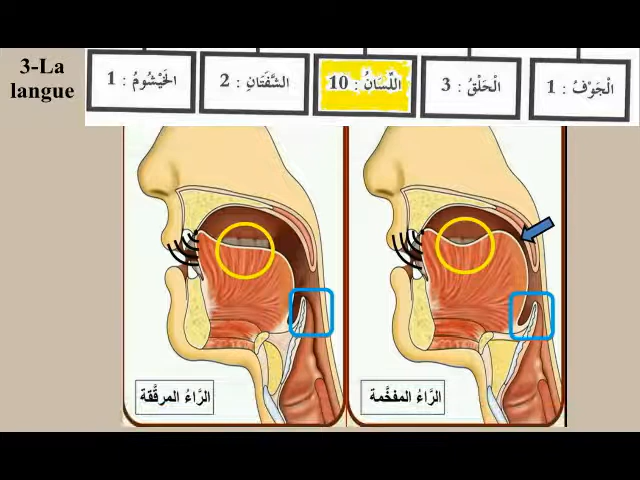 3-La
langue
الْجَوْفُ : 1
الْحَلْقُ : 3
اللِّسَانُ : 10
الشَّفَتَانِ : 2
الْخَيْشُومُ : 1
الرَّاءُ المفخَّمة
الرَّاءُ المرقَّقة